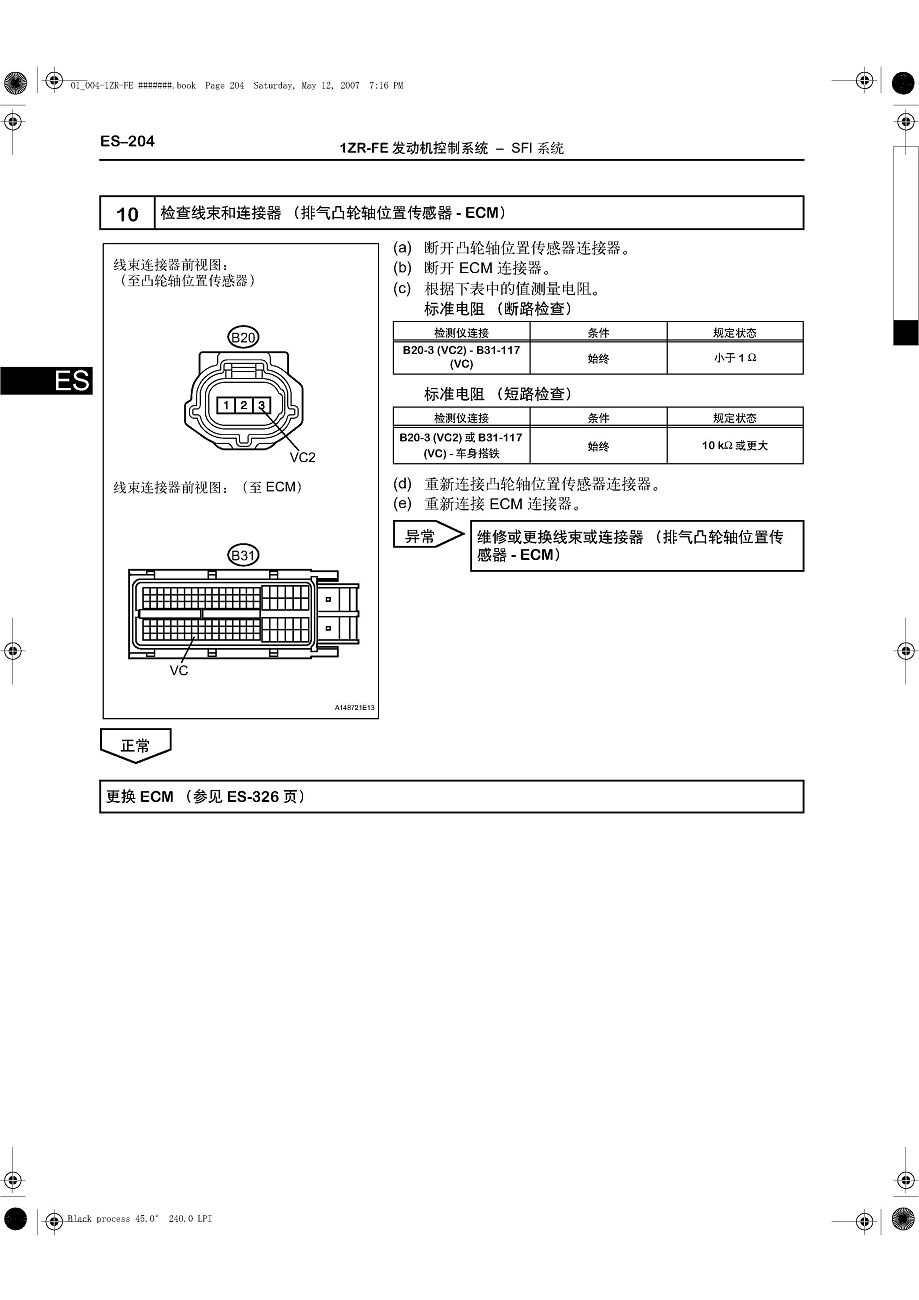 01_004-1ZR-FE #######.book Page 204 Saturday, May 12, 2007 7:16 PM
ES–204
1ZR-FE 发动机控制系统 – SFI 系统
10 检查线束和连接器 （排气凸轮轴位置传感器 - ECM）
线束连接器前视图：
（至凸轮轴位置传感器）
B20
1 2 3
VC2
线束连接器前视图：（至 ECM）
B31
VC
A148721E13
ES
(a) 断开凸轮轴位置传感器连接器。
(b) 断开 ECM 连接器。
(c) 根据下表中的值测量电阻。
标准电阻 （断路检查）
检测仪连接 条件 规定状态
B20-3 (VC2) - B31-117
(VC) 始终 小于 1 Ω
标准电阻 （短路检查）
检测仪连接 条件 规定状态
B20-3 (VC2) 或 B31-117
(VC) - 车身搭铁 始终 10 kΩ 或更大
(d) 重新连接凸轮轴位置传感器连接器。
(e) 重新连接 ECM 连接器。
异常
维修或更换线束或连接器 （排气凸轮轴位置传
感器 - ECM）
正常
更换 ECM （参见 ES-326 页）
Black process 45.0° 240.0 LPI